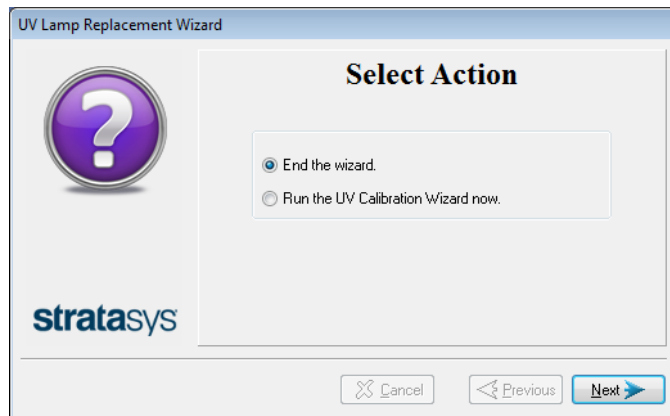 UV Lamp Replacement Wizard
Select Action
End the wizard.
Run the UV Calibration Wizard now.
stratasys
Cancel
Previous
Next